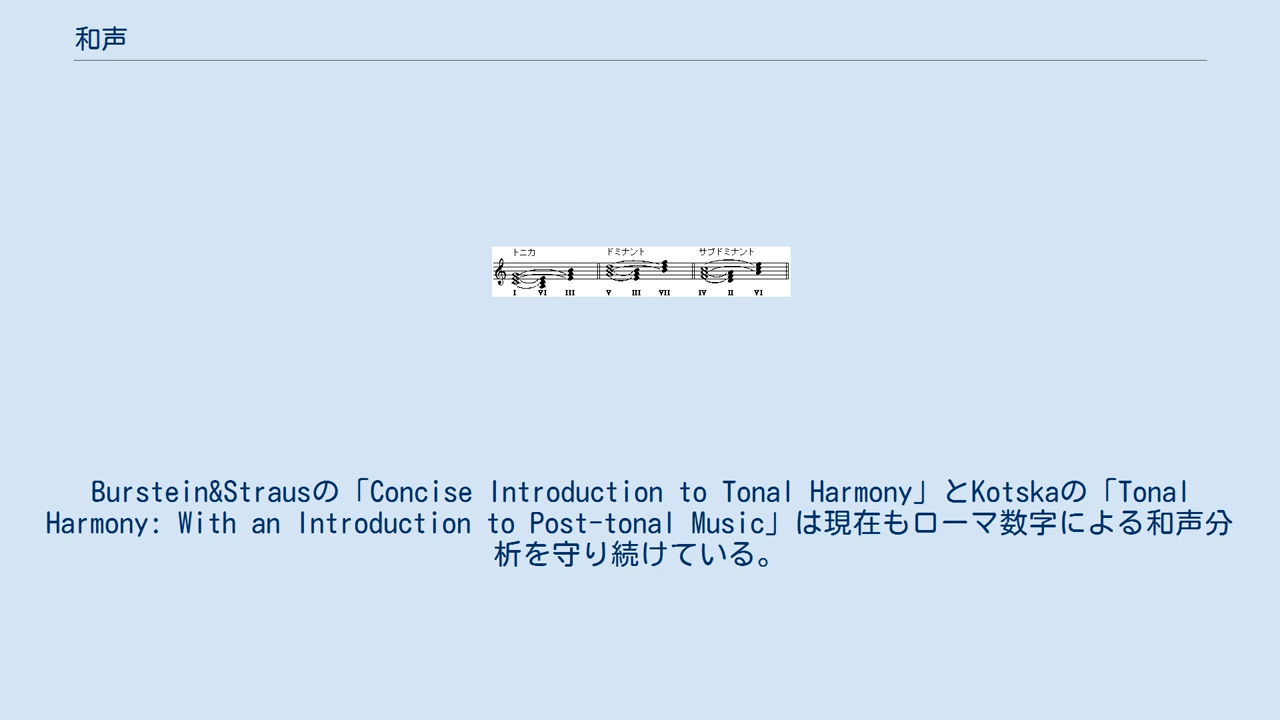 和声
トニカ ドミナント サブドミナント
I VI III V III VII IV II VI
Burstein&Strausの「Concise Introduction to Tonal Harmony」とKotskaの「Tonal
Harmony: With an Introduction to Post-tonal Music」は現在もローマ数字による和声分
析を守り続けている。